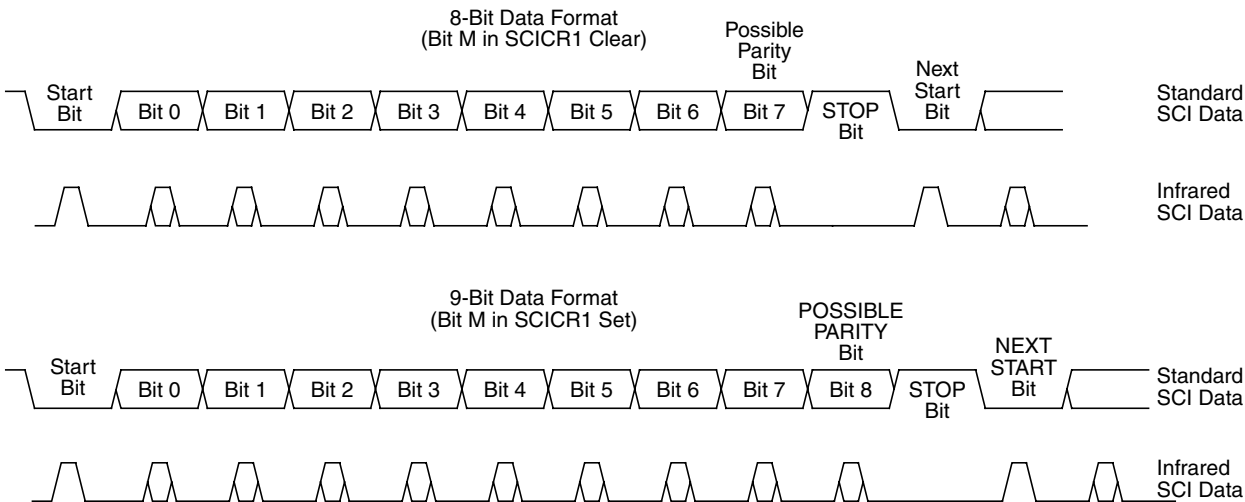 8-Bit Data Format
(Bit M in SCICR1 Clear)
Possible
Parity
Bit
Start
Bit
Bit 0
Bit 1
Bit 2
Bit 3
Bit 4
Bit 5
Bit 6
Bit 7
STOP
Bit
Next
Start
Bit
Standard
SCI Data
Infrared
SCI Data
9-Bit Data Format
(Bit M in SCICR1 Set)
POSSIBLE
PARITY
Bit
Start
Bit
Bit 0
Bit 1
Bit 2
Bit 3
Bit 4
Bit 5
Bit 6
Bit 7
Bit 8
STOP
Bit
NEXT
START
Bit
Standard
SCI Data
Infrared
SCI Data